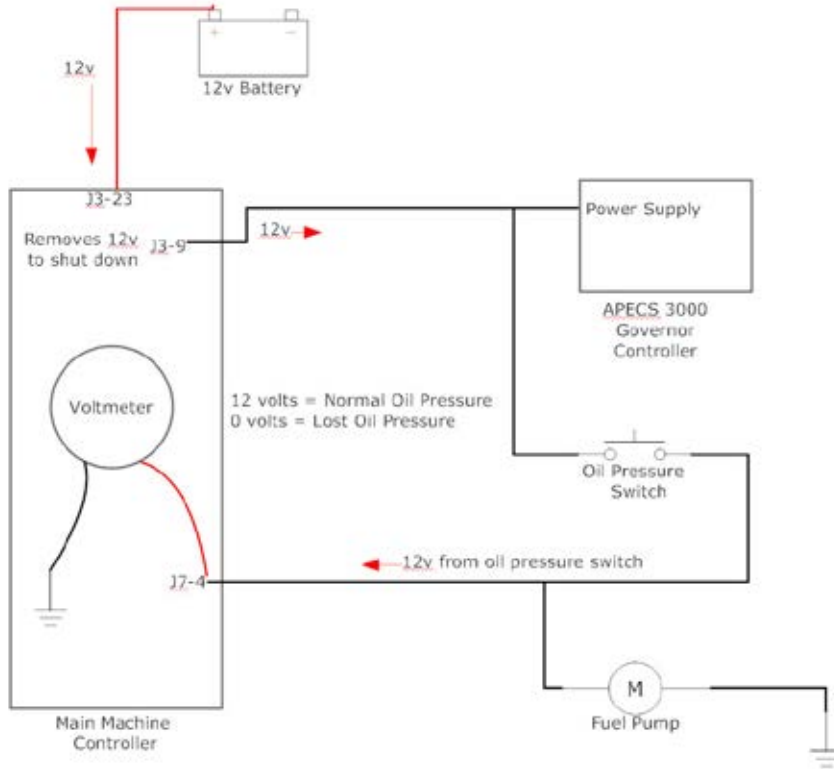 + −
12v Battery
12v
J3-23
Removes 12v
to shut down
J3-9
12v
Power Supply
APECS 3000
Governor
Controller
Voltmeter
12 volts = Normal Oil Pressure
0 volts = Lost Oil Pressure
Oil Pressure
Switch
12v from oil pressure switch
J7-4
M
Fuel Pump
Main Machine
Controller